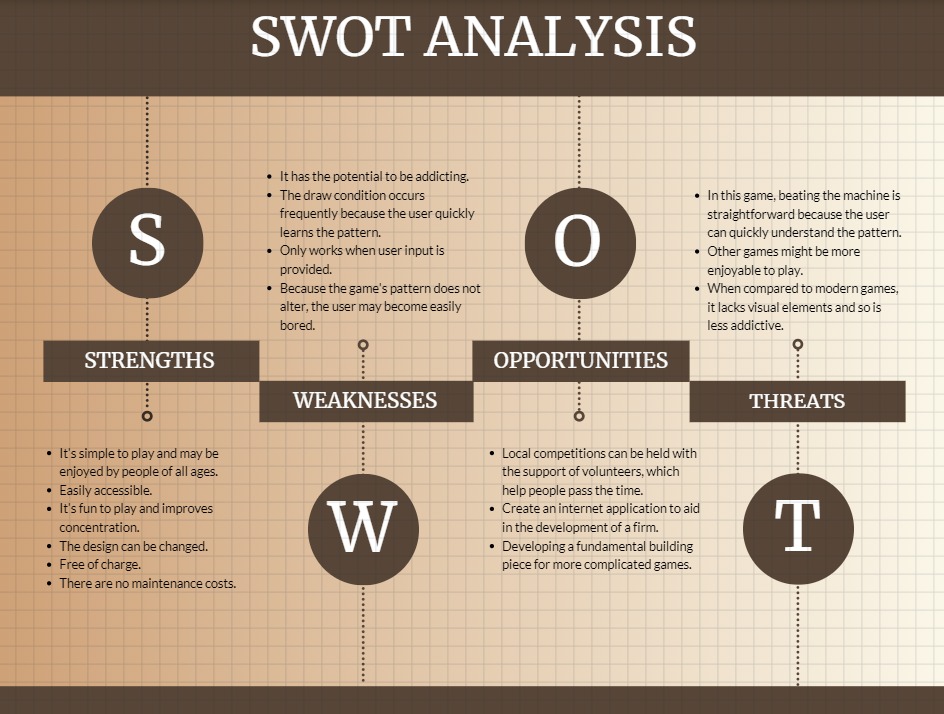 SWOT ANALYSIS
S
STRENGTHS
• It's simple to play and may be
enjoyed by people of all ages.
• Easily accessible.
• It's fun to play and improves
concentration.
• The design can be changed.
• Free of charge.
• There are no maintenance costs.
• It has the potential to be addicting.
• The draw condition occurs
frequently because the user quickly
learns the pattern.
• Only works when user input is
provided.
• Because the game's pattern does not
alter, the user may become easily
bored.
WEAKNESSES
W
O
OPPORTUNITIES
• Local competitions can be held with
the support of volunteers, which
help people pass the time.
• Create an internet application to aid
in the development of a firm.
• Developing a fundamental building
piece for more complicated games.
• In this game, beating the machine is
straightforward because the user
can quickly understand the pattern.
• Other games might be more
enjoyable to play.
• When compared to modern games,
it lacks visual elements and so is
less addictive.
THREATS
T